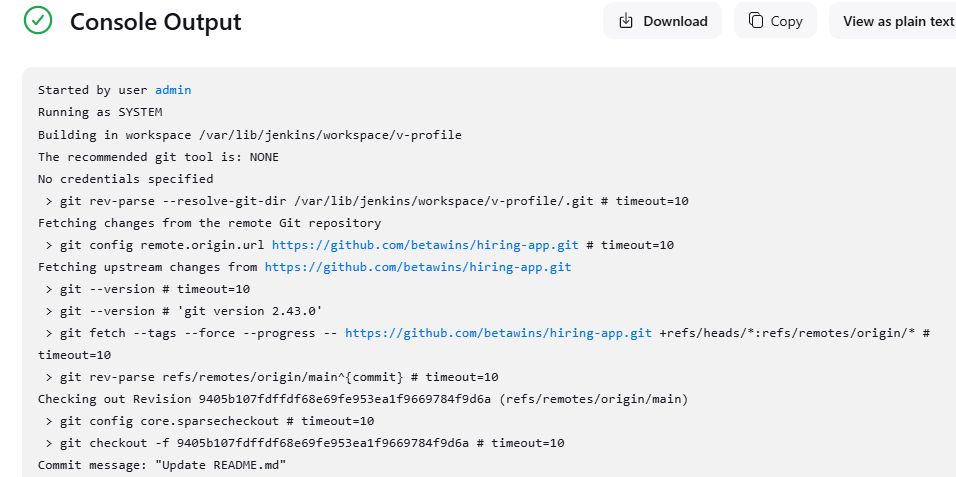 Console Output
Download
Copy
View as plain text
Started by user admin
Running as SYSTEM
Building in workspace /var/lib/jenkins/workspace/v-profile
The recommended git tool is: NONE
No credentials specified
 > git rev-parse --resolve-git-dir /var/lib/jenkins/workspace/v-profile/.git # timeout=10
Fetching changes from the remote Git repository
 > git config remote.origin.url https://github.com/betawins/hiring-app.git # timeout=10
Fetching upstream changes from https://github.com/betawins/hiring-app.git
 > git --version # timeout=10
 > git --version # 'git version 2.43.0'
 > git fetch --tags --force --progress -- https://github.com/betawins/hiring-app.git +refs/heads/*:refs/remotes/origin/* #
timeout=10
 > git rev-parse refs/remotes/origin/main^{commit} # timeout=10
Checking out Revision 9405b107fdffdf68e69fe953ea1f9669784f9d6a (refs/remotes/origin/main)
 > git config core.sparsecheckout # timeout=10
 > git checkout -f 9405b107fdffdf68e69fe953ea1f9669784f9d6a # timeout=10
Commit message: "Update README.md"